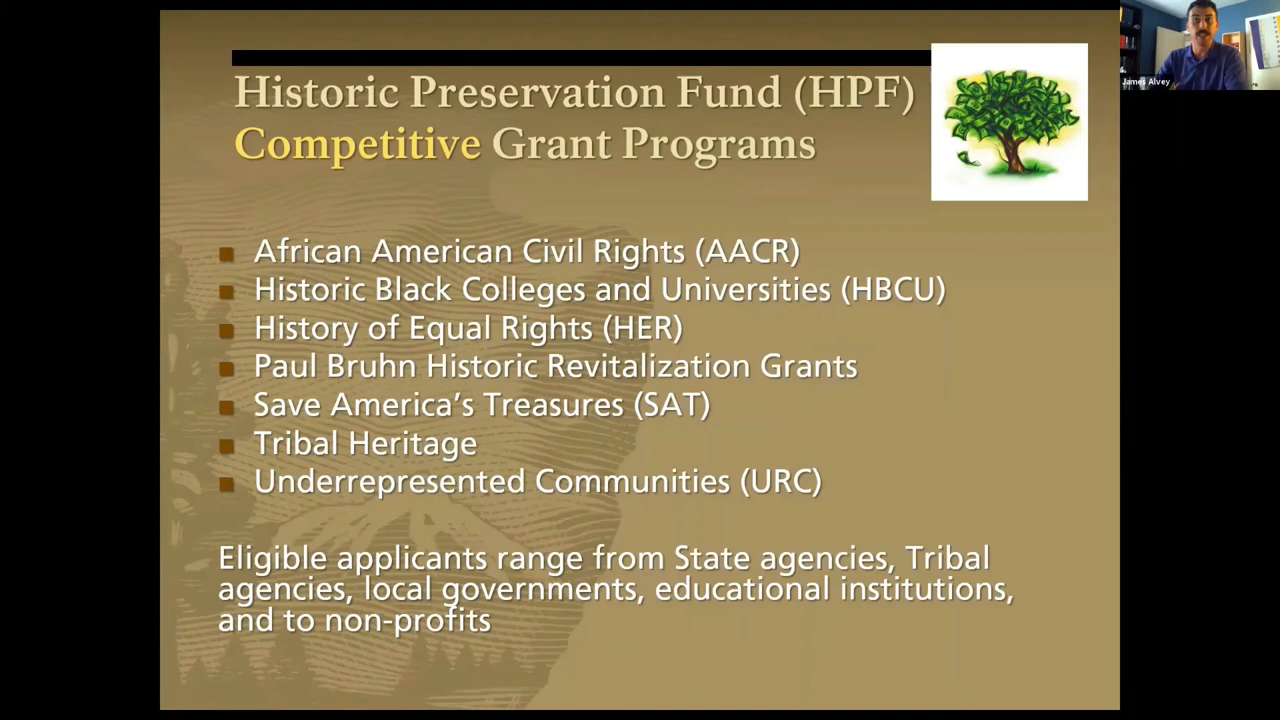 Historic Preservation Fund (HPF)
Competitive Grant Programs
African American Civil Rights (AACR)
Historic Black Colleges and Universities (HBCU)
History of Equal Rights (HER)
Paul Bruhn Historic Revitalization Grants
Save America's Treasures (SAT)
Tribal Heritage
Underrepresented Communities (URC)
Eligible applicants range from State agencies, Tribal
agencies, local governments, educational institutions,
and to non-profits
James Alvey